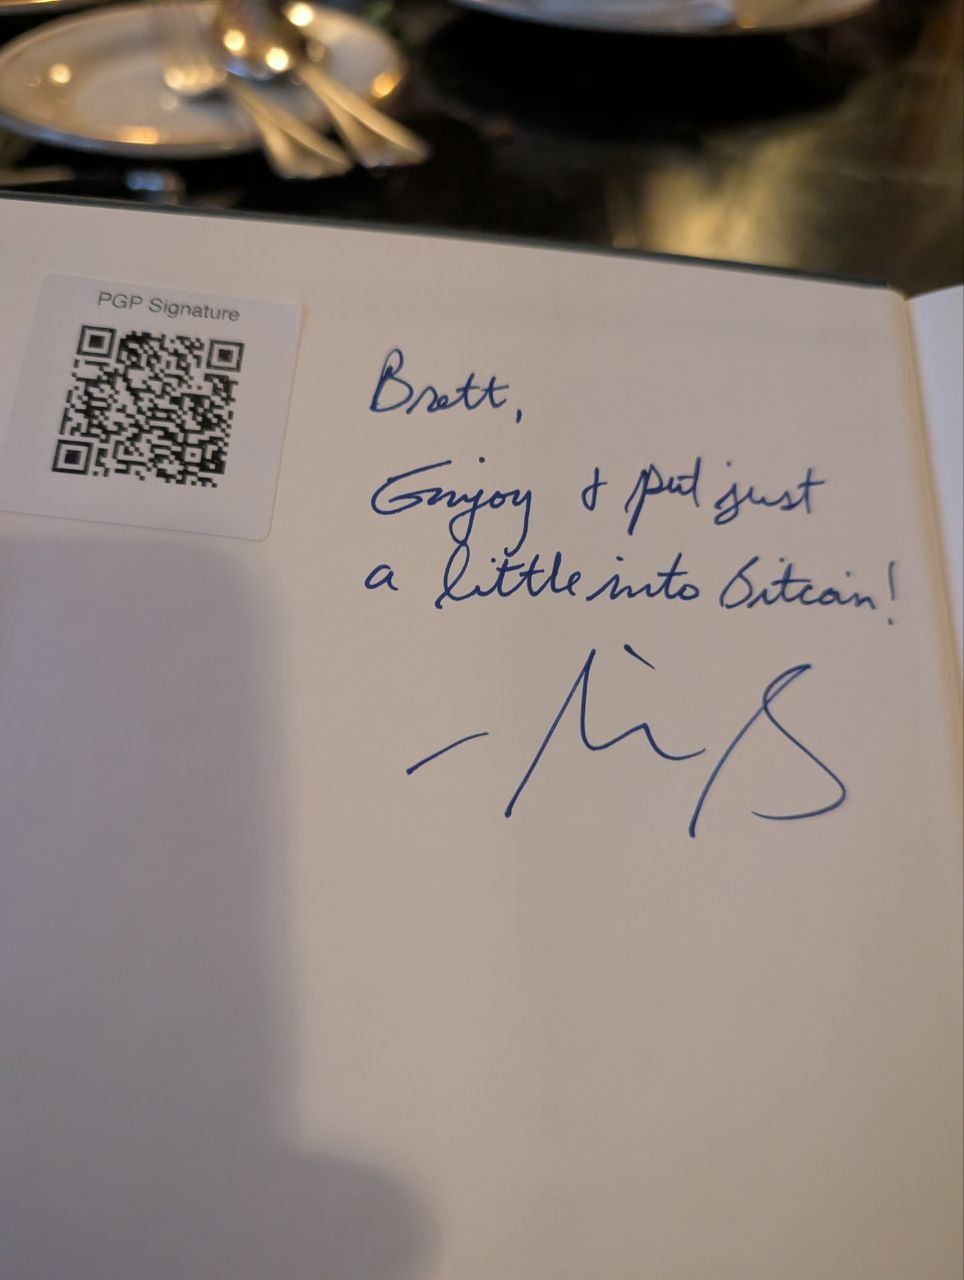 PGP Signature
Brett,
Enjoy & put just
a little into Bitcoin!